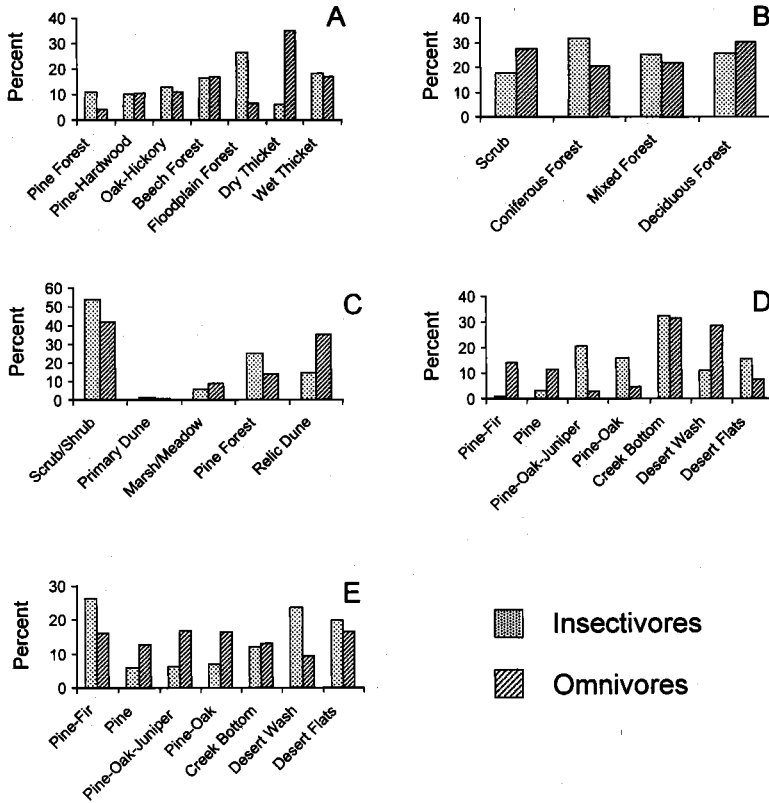 A
Percent
40
30
20
10
0
Pine Forest
Pine-Hardwood
Oak-Hickory
Beech Forest
Floodplain Forest
Dry Thicket
Wet Thicket
B
Percent
40
30
20
10
0
Scrub
Coniferous Forest
Mixed Forest
Deciduous Forest
C
Percent
60
50
40
30
20
10
0
Scrub/Shrub
Primary Dune
Marsh/Meadow
Pine Forest
Relic Dune
D
Percent
40
30
20
10
0
Pine-Fir
Pine
Pine-Oak-Juniper
Pine-Oak
Creek Bottom
Desert Wash
Desert Flats
E
Percent
30
20
10
0
Pine-Fir
Pine
Pine-Oak-Juniper
Pine-Oak
Creek Bottom
Desert Wash
Desert Flats
Insectivores
Omnivores